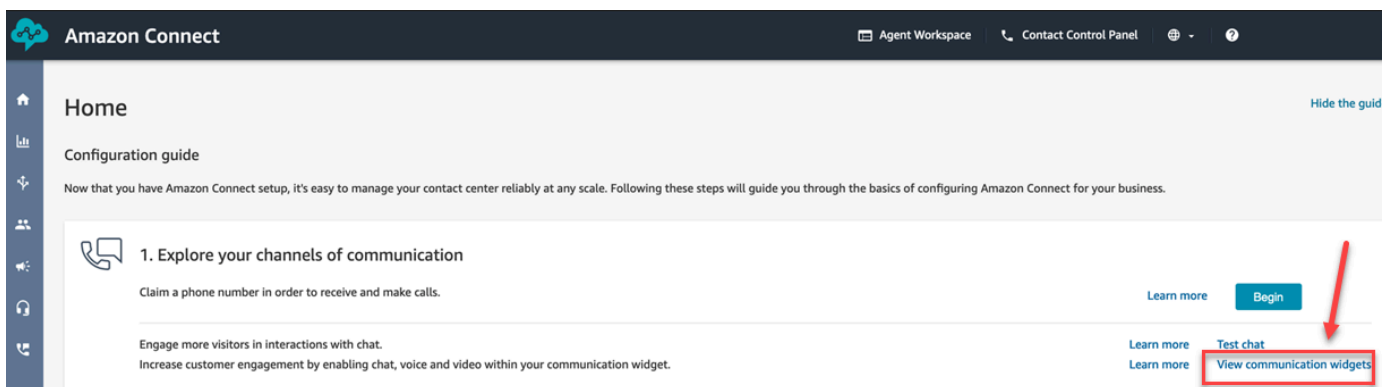 Amazon Connect
Agent Workspace
Contact Control Panel
Home
Hide the guid
Configuration guide
Now that you have Amazon Connect setup, it's easy to manage your contact center reliably at any scale. Following these steps will guide you through the basics of configuring Amazon Connect for your business.
1. Explore your channels of communication
Claim a phone number in order to receive and make calls.
Learn more
Begin
Engage more visitors in interactions with chat.
Learn more
Test chat
Increase customer engagement by enabling chat, voice and video within your communication widget.
Learn more
View communication widgets